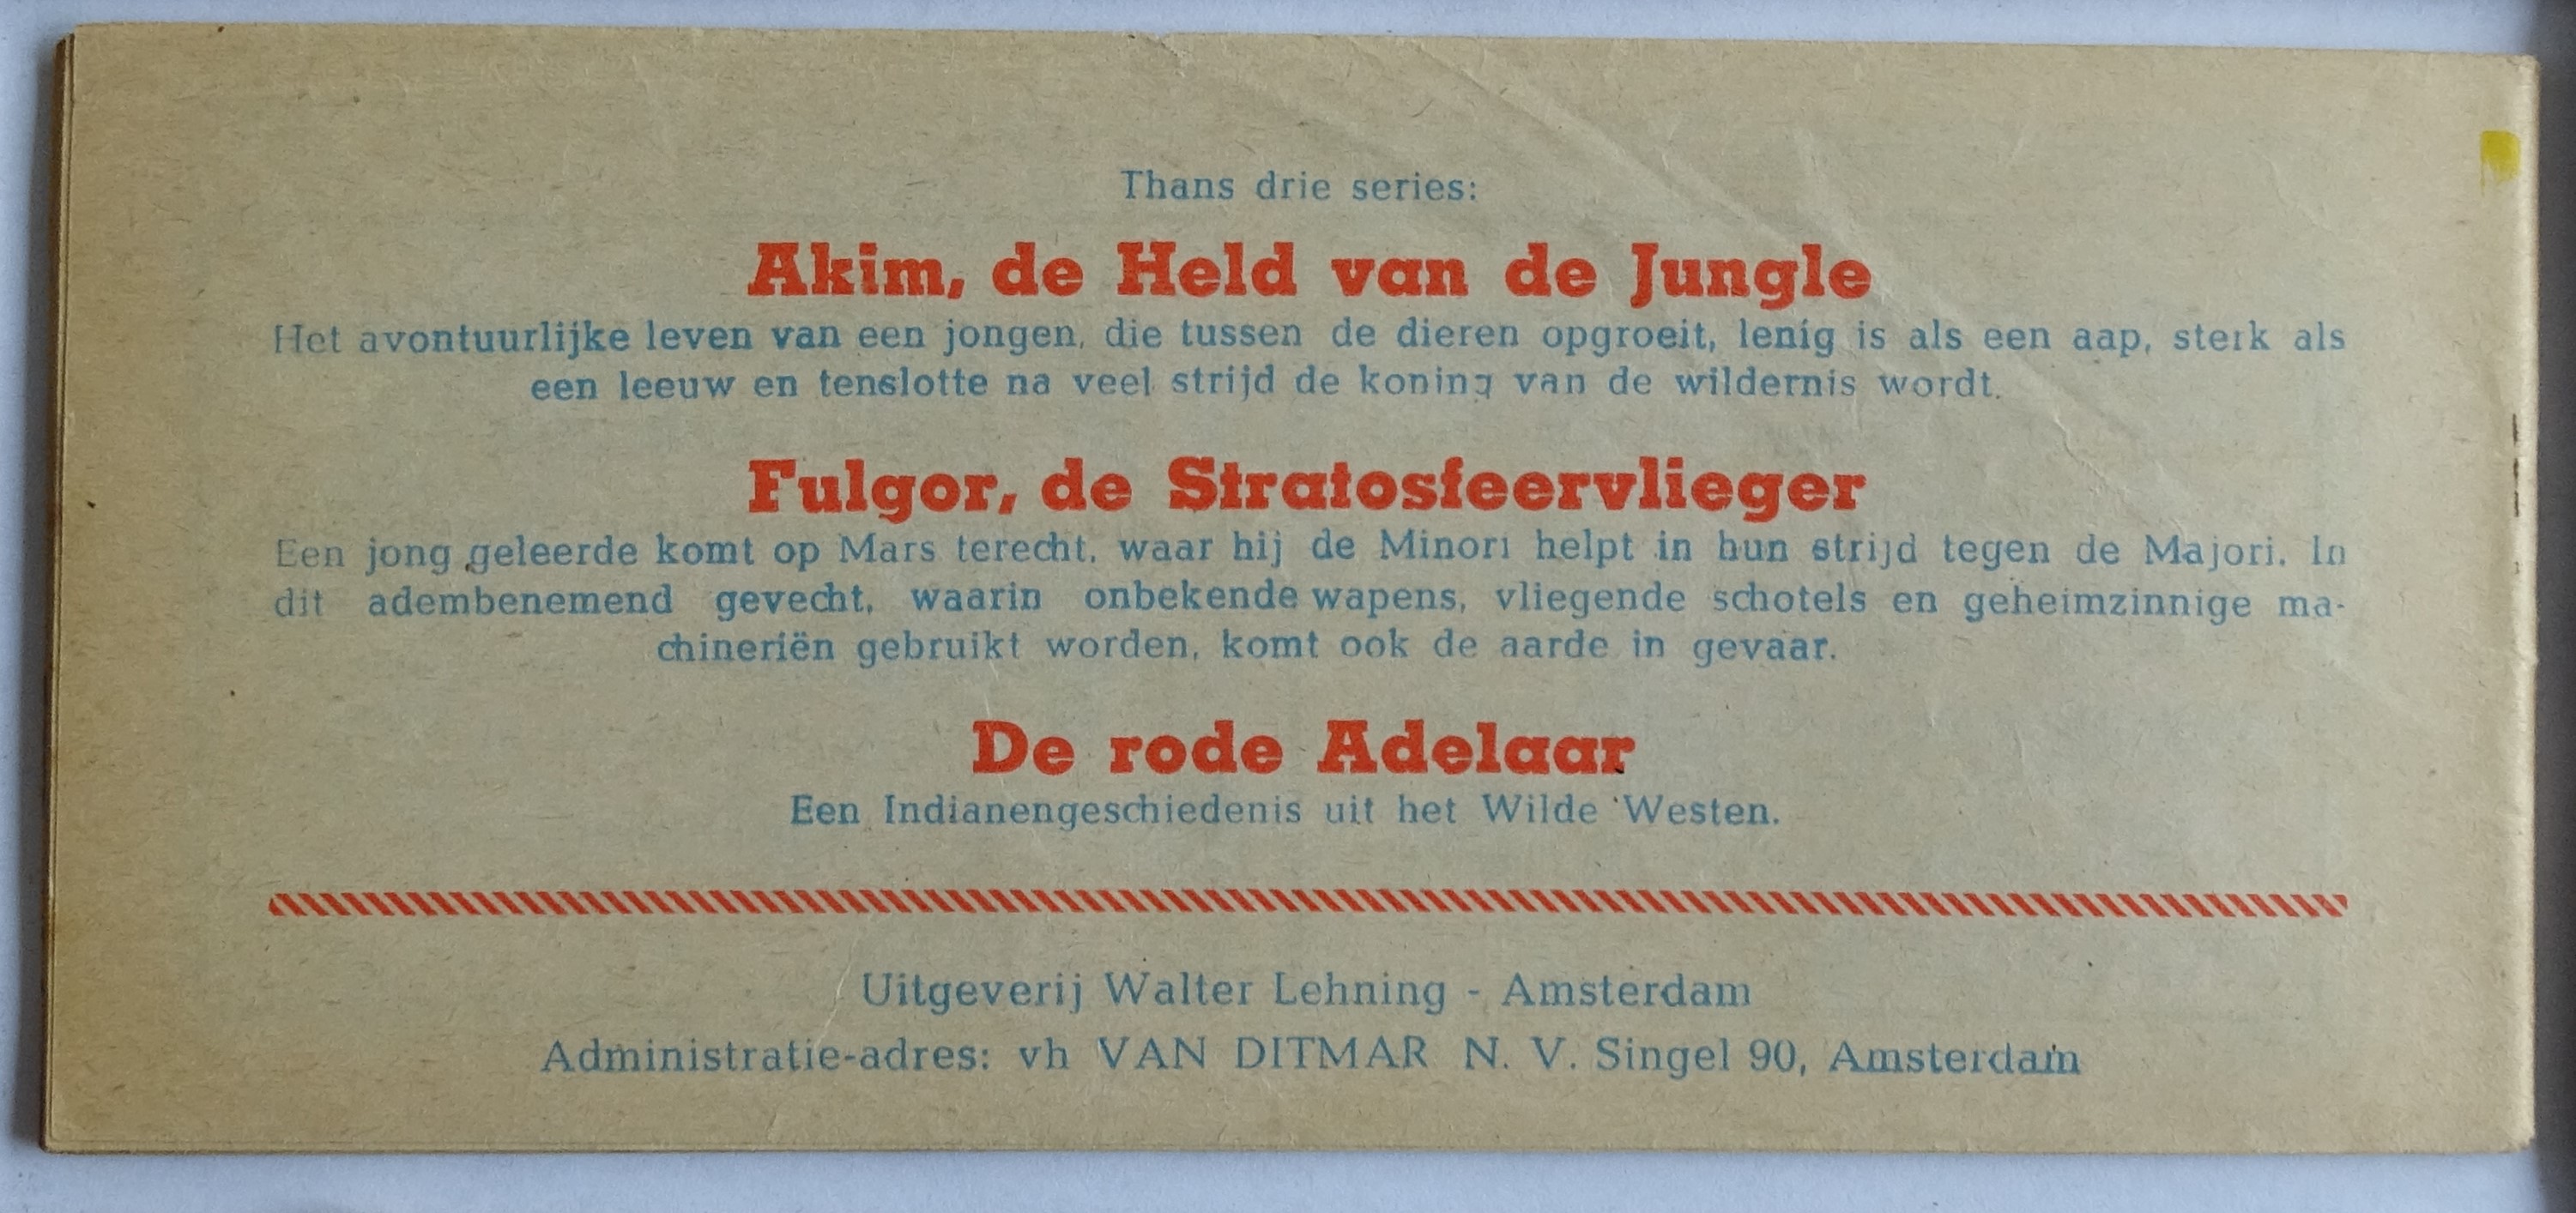 Thans drie series:
Akim, de Held van de Jungle
Het avontuurlijke leven van een jongen, die tussen de dieren opgroeit, lenig is als een aap, sterk als
een leeuw en tenslotte na veel strijd de koning van de wildernis wordt.
Fulgor, de Stratosfeervlieger
Een jong geleerde komt op Mars terecht, waar hij de Minori helpt in hun strijd tegen de Majori. In
dit adembenemend gevecht, waarin onbekende wapens, vliegende schotels en geheimzinnige ma-
chineriën gebruikt worden, komt ook de aarde in gevaar.
De rode Adelaar
Een Indianengeschiedenis uit het Wilde Westen.
Uitgeverij Walter Lehning - Amsterdam
Administratie-adres: vh VAN DITMAR N. V. Singel 90, Amsterdam